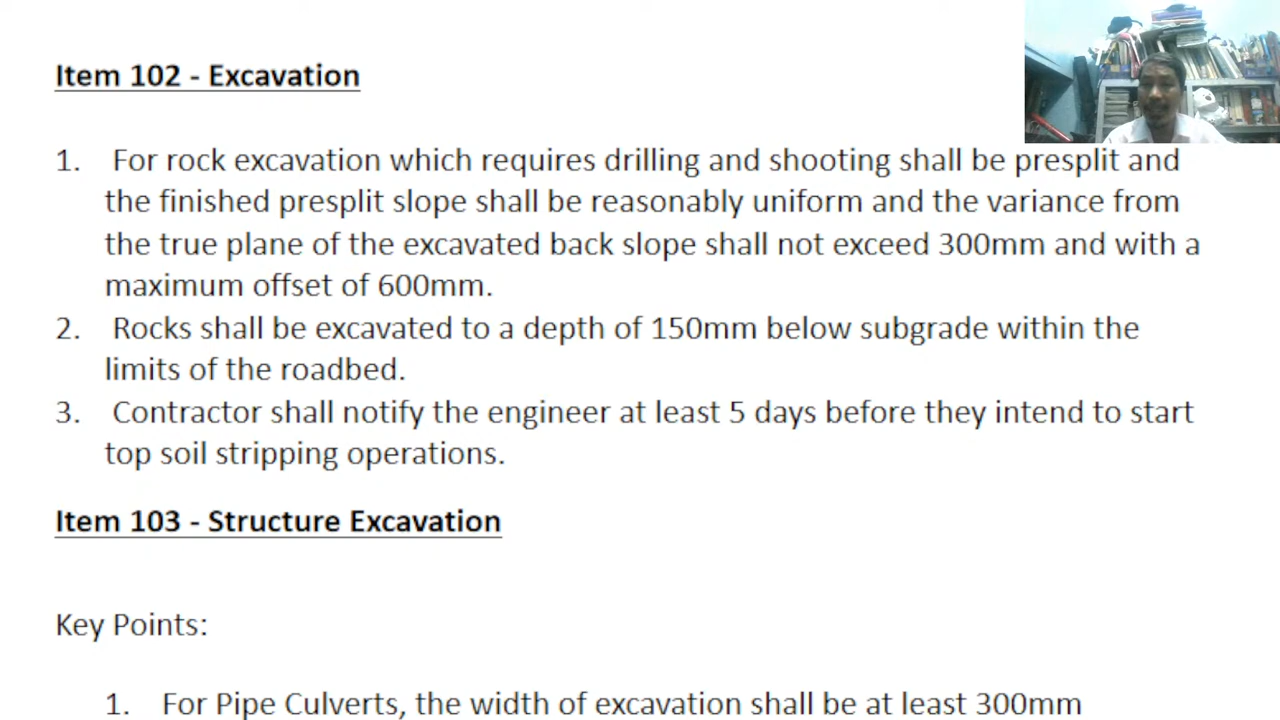 Item 102 - Excavation
1. For rock excavation which requires drilling and shooting shall be presplit and
the finished presplit slope shall be reasonably uniform and the variance from
the true plane of the excavated back slope shall not exceed 300mm and with a
maximum offset of 600mm.
2. Rocks shall be excavated to a depth of 150mm below subgrade within the
limits of the roadbed.
3. Contractor shall notify the engineer at least 5 days before they intend to start
top soil stripping operations.
Item 103 - Structure Excavation
Key Points:
1. For Pipe Culverts, the width of excavation shall be at least 300mm